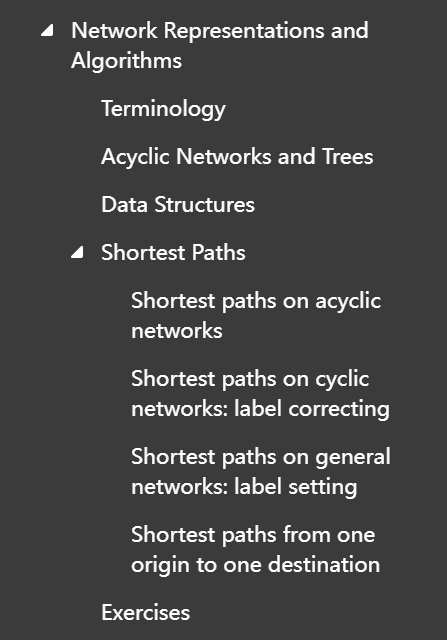 Network Representations and
Algorithms
Terminology
Acyclic Networks and Trees
Data Structures
Shortest Paths
Shortest paths on acyclic
networks
Shortest paths on cyclic
networks: label correcting
Shortest paths on general
networks: label setting
Shortest paths from one
origin to one destination
Exercises